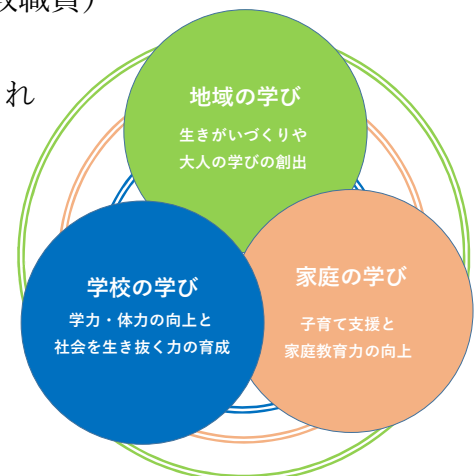 教職員）
れ
地域の学び
生きがいづくりや
大人の学びの創出
学校の学び
学力・体力の向上と
社会を生き抜く力の育成
家庭の学び
子育て支援と
家庭教育力の向上